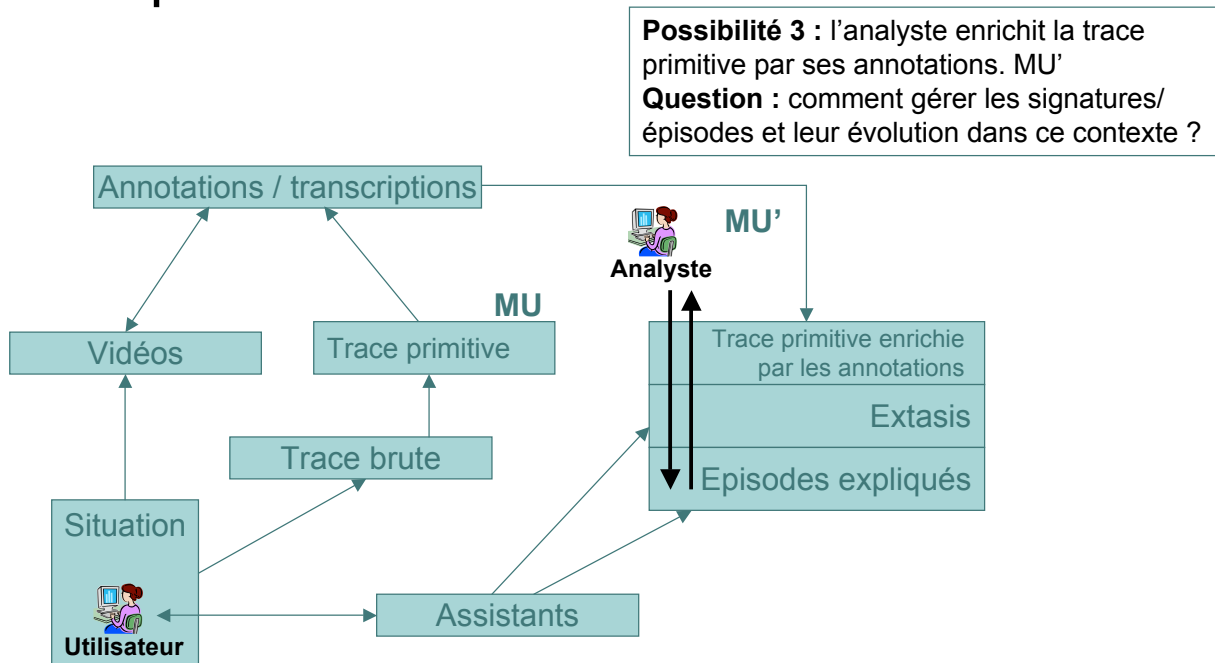 Possibilité 3 : l’analyste enrichit la trace
primitive par ses annotations. MU’
Question : comment gérer les signatures/
épisodes et leur évolution dans ce contexte ?
Annotations / transcriptions
MU’
Analyste
MU
Vidéos
Trace primitive
Trace primitive enrichie
par les annotations
Extasis
Trace brute
Episodes expliqués
Situation
Assistants
Utilisateur